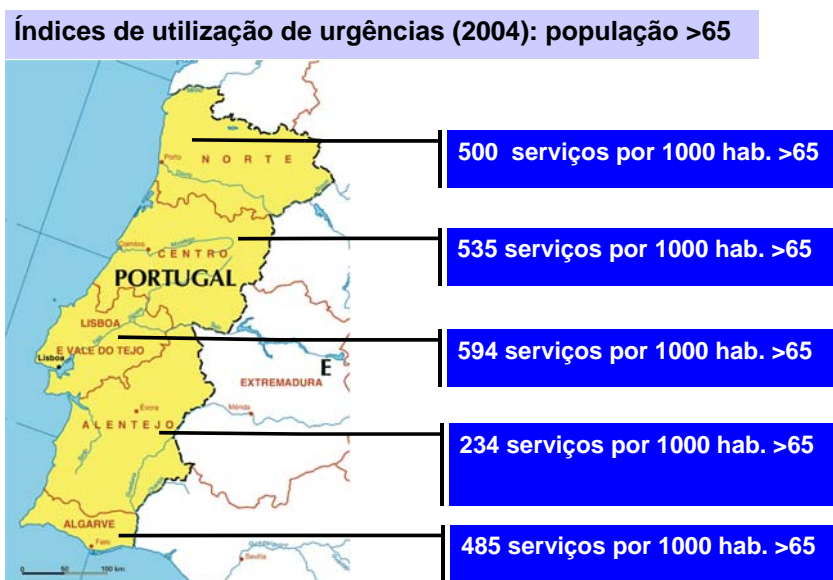 Índices de utilização de urgências (2004): população >65
Porto
NORTE
500 serviços por 1000 hab. >65
Coimbra
CENTRO
535 serviços por 1000 hab. >65
PORTUGAL
LISBOA
E VALE DO TEJO
Lisboa
594 serviços por 1000 hab. >65
E
EXTREMADURA
Mérida
Évora
ALENTEJO
234 serviços por 1000 hab. >65
ALGARVE
Faro
485 serviços por 1000 hab. >65
Sevilla
0 50 100 km